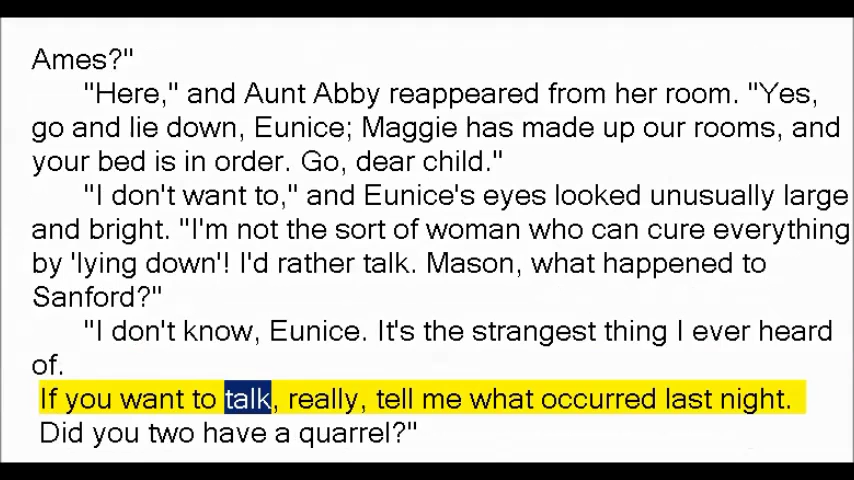 Ames?"
"Here," and Aunt Abby reappeared from her room. "Yes,
go and lie down, Eunice; Maggie has made up our rooms, and
your bed is in order. Go, dear child."
"I don't want to," and Eunice's eyes looked unusually large
and bright. "I'm not the sort of woman who can cure everything
by 'lying down'! I'd rather talk. Mason, what happened to
Sanford?"
"I don't know, Eunice. It's the strangest thing I ever heard
of.
If you want to talk, really, tell me what occurred last night.
Did you two have a quarrel?"